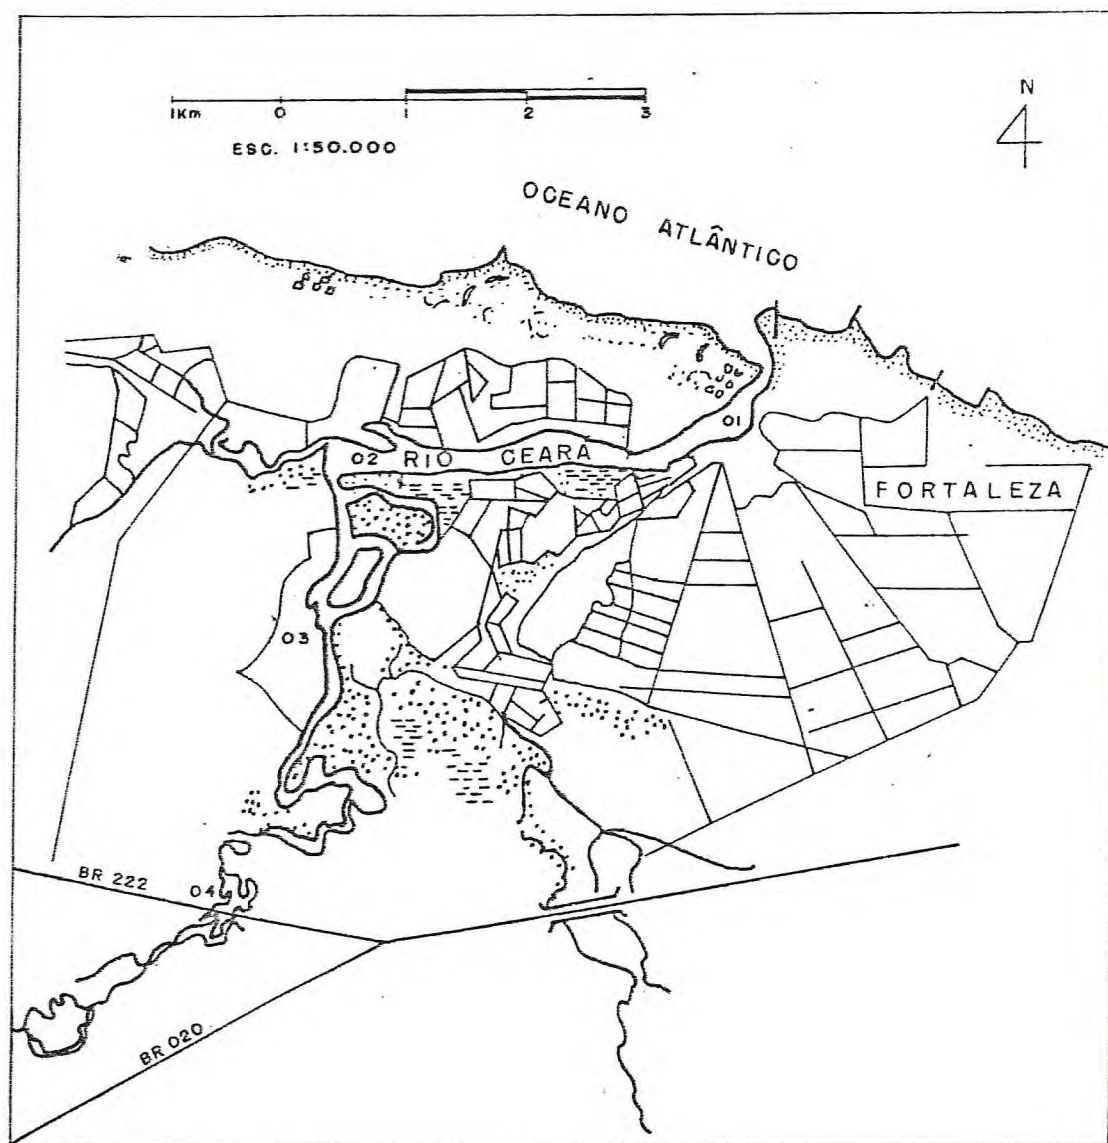 1Km 0 1 2 3
ESC. 1:50.000
N
OCEANO ATLÂNTICO
01
02 RIO CEARÁ
FORTALEZA
03
BR 222
04
BR 020